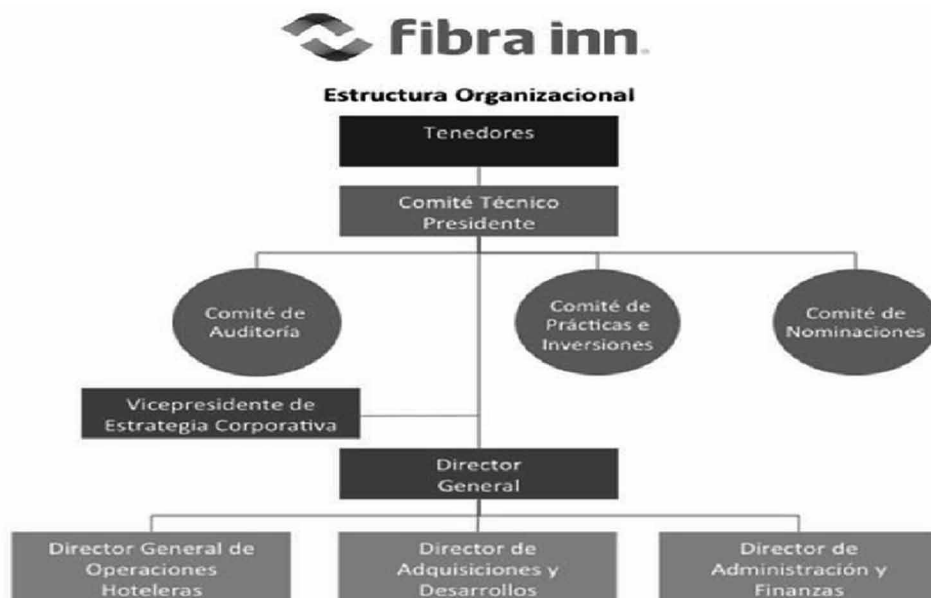 fibra inn
Estructura Organizacional
Tenedores
Comité Técnico
Presidente
Comité de
Auditoría
Comité de
Prácticas e
Inversiones
Comité de
Nominaciones
Vicepresidente de
Estrategia Corporativa
Director
General
Director General de
Operaciones
Hoteleras
Director de
Adquisiciones y
Desarrollos
Director de
Administración y
Finanzas